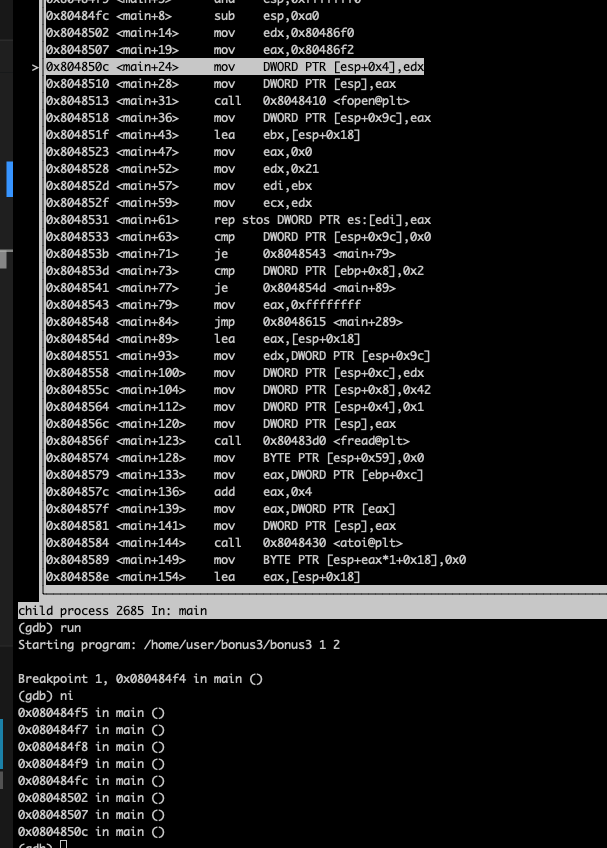 0x80484f9 <main+5> and esp,0xfffffff0
0x80484fc <main+8> sub esp,0xa0
0x8048502 <main+14> mov edx,0x80486f0
0x8048507 <main+19> mov eax,0x80486f2
> 0x804850c <main+24> mov DWORD PTR [esp+0x4],edx
0x8048510 <main+28> mov DWORD PTR [esp],eax
0x8048513 <main+31> call 0x8048410 <fopen@plt>
0x8048518 <main+36> mov DWORD PTR [esp+0x9c],eax
0x804851f <main+43> lea ebx,[esp+0x18]
0x8048523 <main+47> mov eax,0x0
0x8048528 <main+52> mov edx,0x21
0x804852d <main+57> mov edi,ebx
0x804852f <main+59> mov ecx,edx
0x8048531 <main+61> rep stos DWORD PTR es:[edi],eax
0x8048533 <main+63> cmp DWORD PTR [esp+0x9c],0x0
0x804853b <main+71> je 0x8048543 <main+79>
0x804853d <main+73> cmp DWORD PTR [ebp+0x8],0x2
0x8048541 <main+77> je 0x804854d <main+89>
0x8048543 <main+79> mov eax,0xffffffff
0x8048548 <main+84> jmp 0x8048615 <main+289>
0x804854d <main+89> lea eax,[esp+0x18]
0x8048551 <main+93> mov edx,DWORD PTR [esp+0x9c]
0x8048558 <main+100> mov DWORD PTR [esp+0xc],edx
0x804855c <main+104> mov DWORD PTR [esp+0x8],0x42
0x8048564 <main+112> mov DWORD PTR [esp+0x4],0x1
0x804856c <main+120> mov DWORD PTR [esp],eax
0x804856f <main+123> call 0x80483d0 <fread@plt>
0x8048574 <main+128> mov BYTE PTR [esp+0x59],0x0
0x8048579 <main+133> mov eax,DWORD PTR [ebp+0xc]
0x804857c <main+136> add eax,0x4
0x804857f <main+139> mov eax,DWORD PTR [eax]
0x8048581 <main+141> mov DWORD PTR [esp],eax
0x8048584 <main+144> call 0x8048430 <atoi@plt>
0x8048589 <main+149> mov BYTE PTR [esp+eax*1+0x18],0x0
0x804858e <main+154> lea eax,[esp+0x18]
child process 2685 In: main
(gdb) run
Starting program: /home/user/bonus3/bonus3 1 2
Breakpoint 1, 0x080484f4 in main ()
(gdb) ni
0x080484f5 in main ()
0x080484f7 in main ()
0x080484f8 in main ()
0x080484f9 in main ()
0x080484fc in main ()
0x08048502 in main ()
0x08048507 in main ()
0x0804850c in main ()
(gdb)